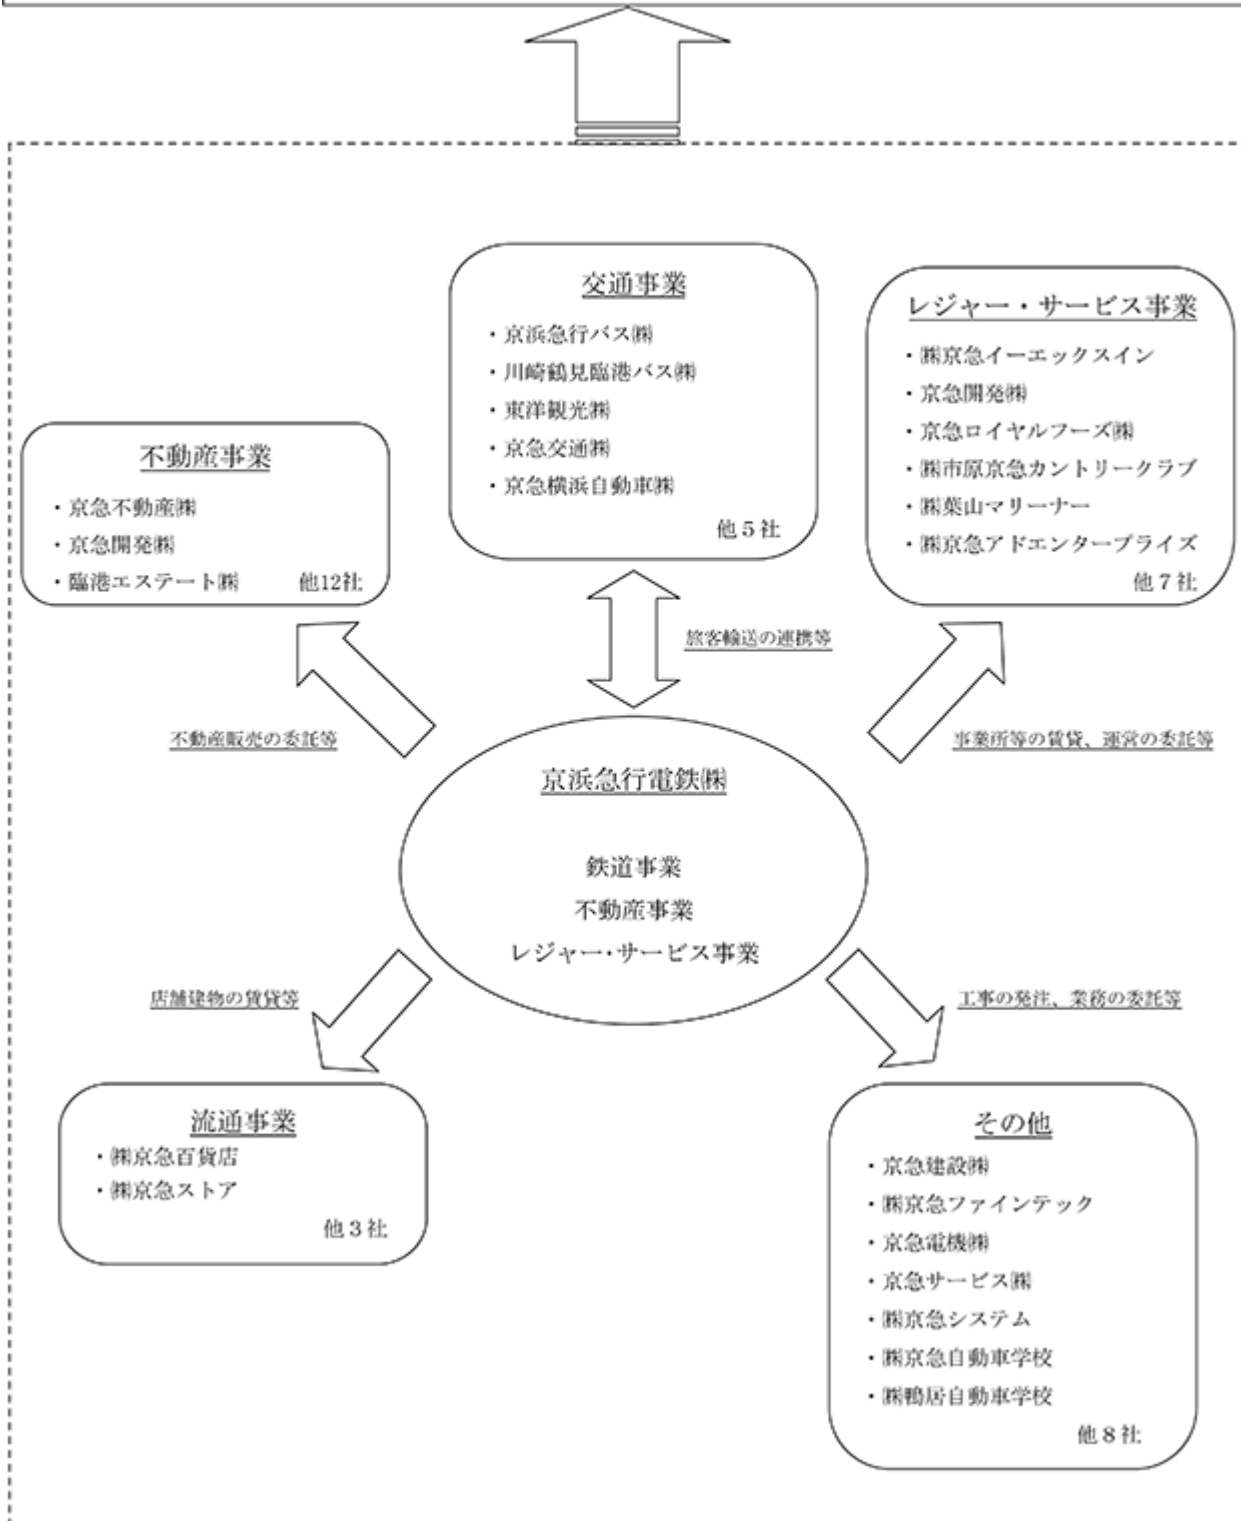 交通事業
・京浜急行バス㈱
・川崎鶴見臨港バス㈱
・東洋観光㈱
・京急交通㈱
・京急横浜自動車㈱
他５社
レジャー・サービス事業
・㈱京急イーエックスイン
・京急開発㈱
・京急ロイヤルフーズ㈱
・㈱市原京急カントリークラブ
・㈱葉山マリーナー
・㈱京急アドエンタープライズ
他７社
不動産事業
・京急不動産㈱
・京急開発㈱
・臨港エステート㈱ 他12社
旅客輸送の連携等
不動産販売の委託等
事業所等の賃貸、運営の委託等
京浜急行電鉄㈱
鉄道事業
不動産事業
レジャー・サービス事業
店舗建物の賃貸等
工事の発注、業務の委託等
流通事業
・㈱京急百貨店
・㈱京急ストア
他３社
その他
・京急建設㈱
・㈱京急ファインテック
・京急電機㈱
・京急サービス㈱
・㈱京急システム
・㈱京急自動車学校
・㈱鴨居自動車学校
他８社